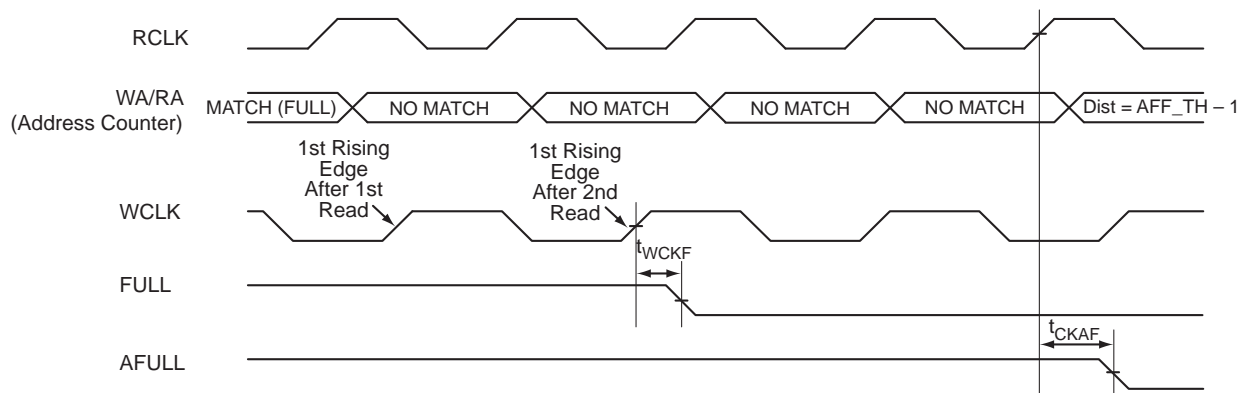 RCLK
WA/RA
(Address Counter)
MATCH (FULL)
NO MATCH
NO MATCH
NO MATCH
NO MATCH
Dist = AFF_TH – 1
1st Rising
Edge
After 1st
Read
1st Rising
Edge
After 2nd
Read
WCLK
tWCKF
FULL
tCKAF
AFULL